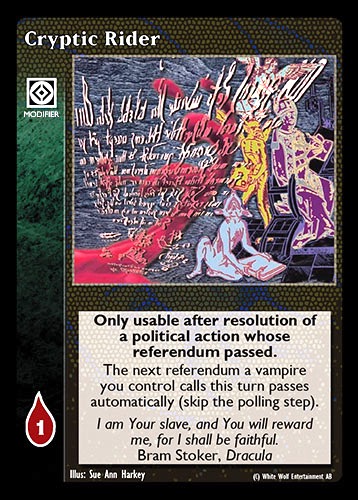 Cryptic Rider
MODIFIER
Only usable after resolution of
a political action whose
referendum passed.
The next referendum a vampire
you control calls this turn passes
automatically (skip the polling step).
I am Your slave, and You will reward
me, for I shall be faithful.
Bram Stoker, Dracula
1
Illus: Sue Ann Harkey
(C) White Wolf Entertainment AB